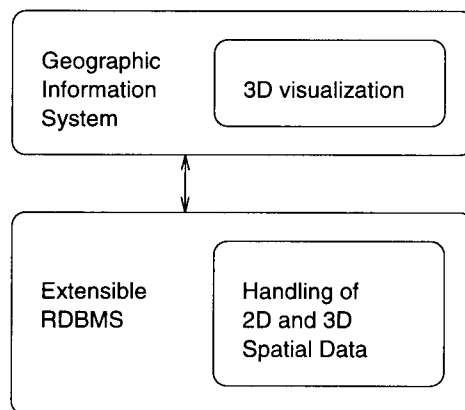 Geographic
Information
System
3D visualization
Extensible
RDBMS
Handling of
2D and 3D
Spatial Data